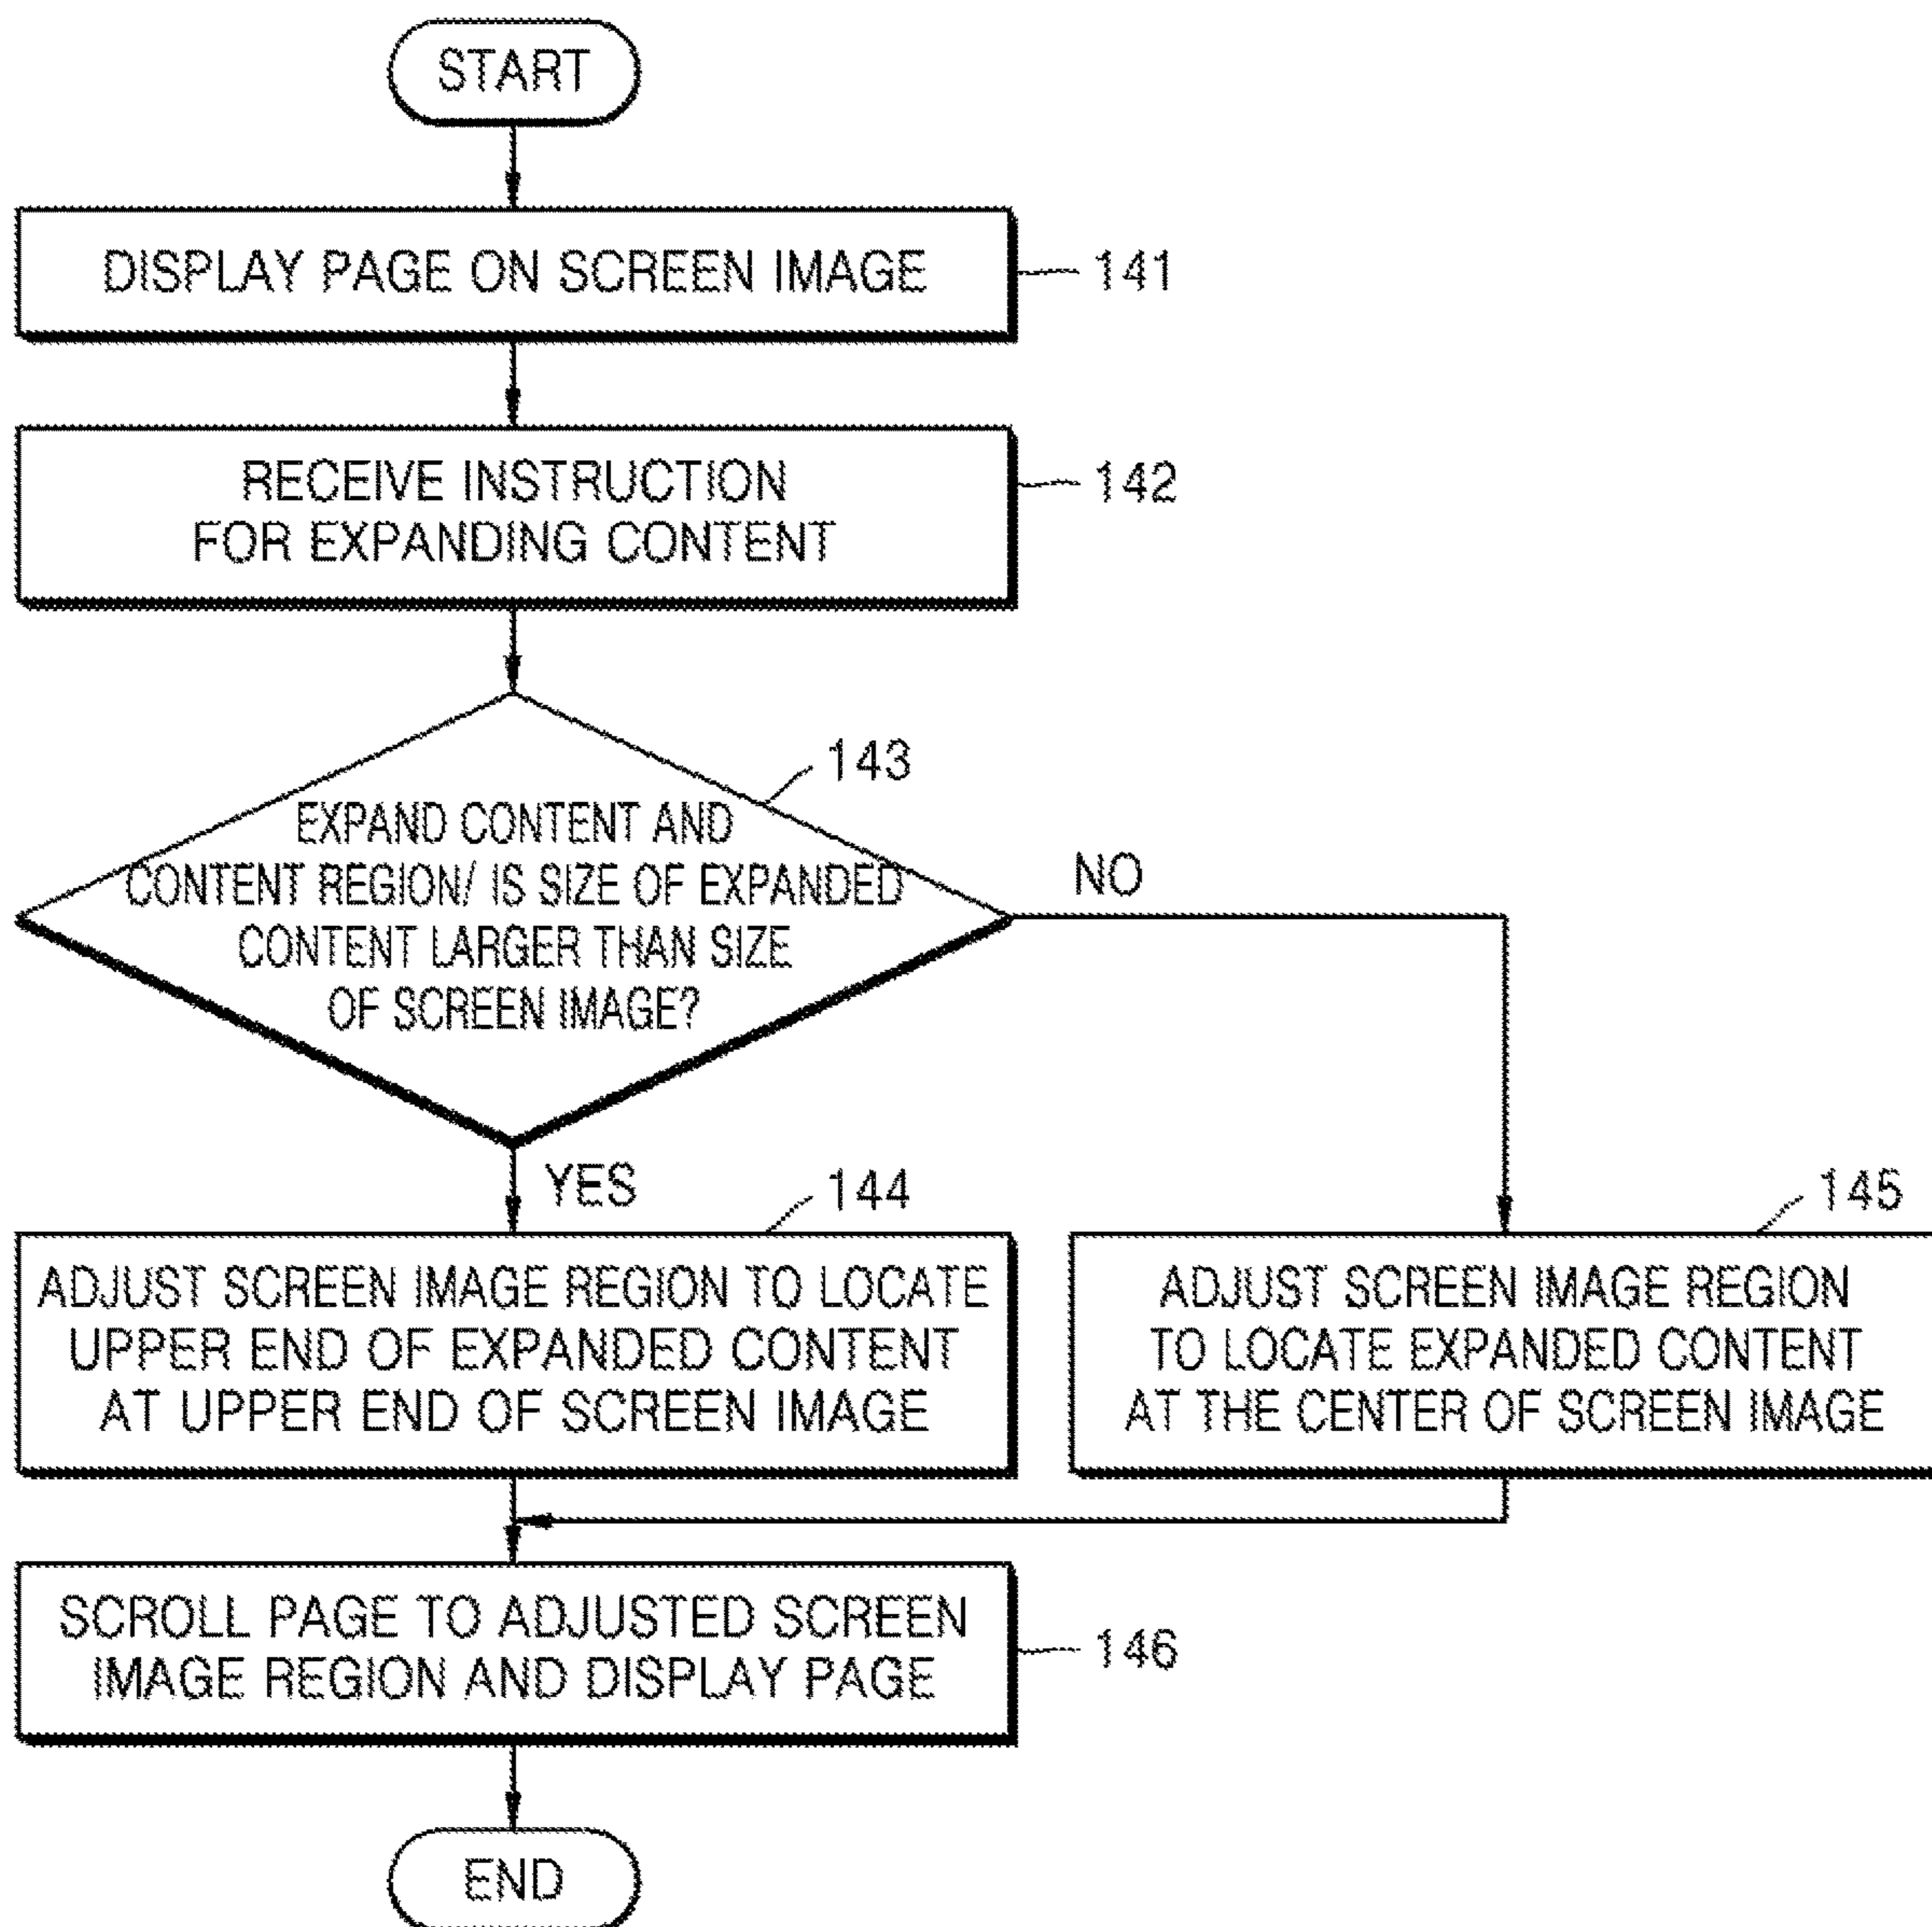 START
DISPLAY PAGE ON SCREEN IMAGE
141
RECEIVE INSTRUCTION
FOR EXPANDING CONTENT
142
143
EXPAND CONTENT AND
CONTENT REGION/ IS SIZE OF EXPANDED
CONTENT LARGER THAN SIZE
OF SCREEN IMAGE?
NO
YES
144
ADJUST SCREEN IMAGE REGION TO LOCATE
UPPER END OF EXPANDED CONTENT
AT UPPER END OF SCREEN IMAGE
145
ADJUST SCREEN IMAGE REGION
TO LOCATE EXPANDED CONTENT
AT THE CENTER OF SCREEN IMAGE
SCROLL PAGE TO ADJUSTED SCREEN
IMAGE REGION AND DISPLAY PAGE
146
END